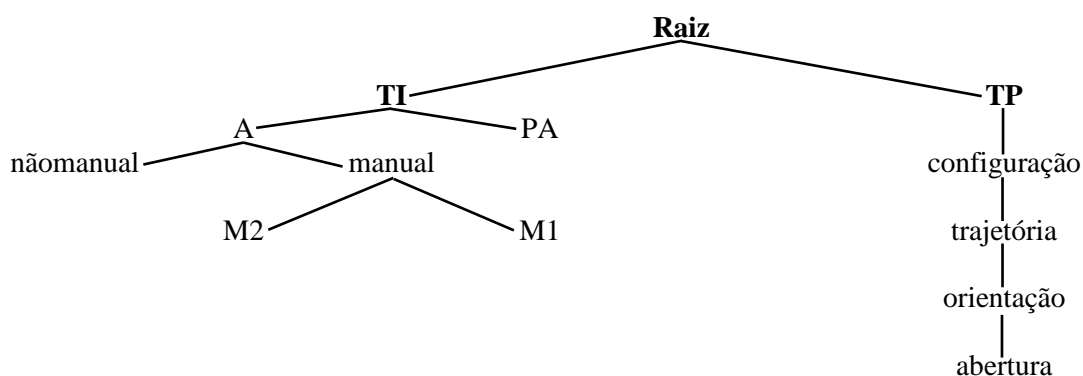 Raiz
TI TP
A PA
nãomanual manual configuração
M2 M1 trajetória
orientação
abertura